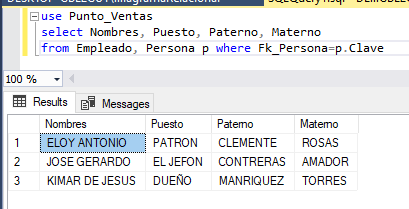 use Punto_Ventas
select Nombres, Puesto, Paterno, Materno
from Empleado, Persona p where Fk_Persona=p.Clave
100 %
Results Messages
Nombres Puesto Paterno Materno
1 ELOY ANTONIO PATRON CLEMENTE ROSAS
2 JOSE GERARDO EL JEFON CONTRERAS AMADOR
3 KIMAR DE JESUS DUEÑO MANRIQUEZ TORRES